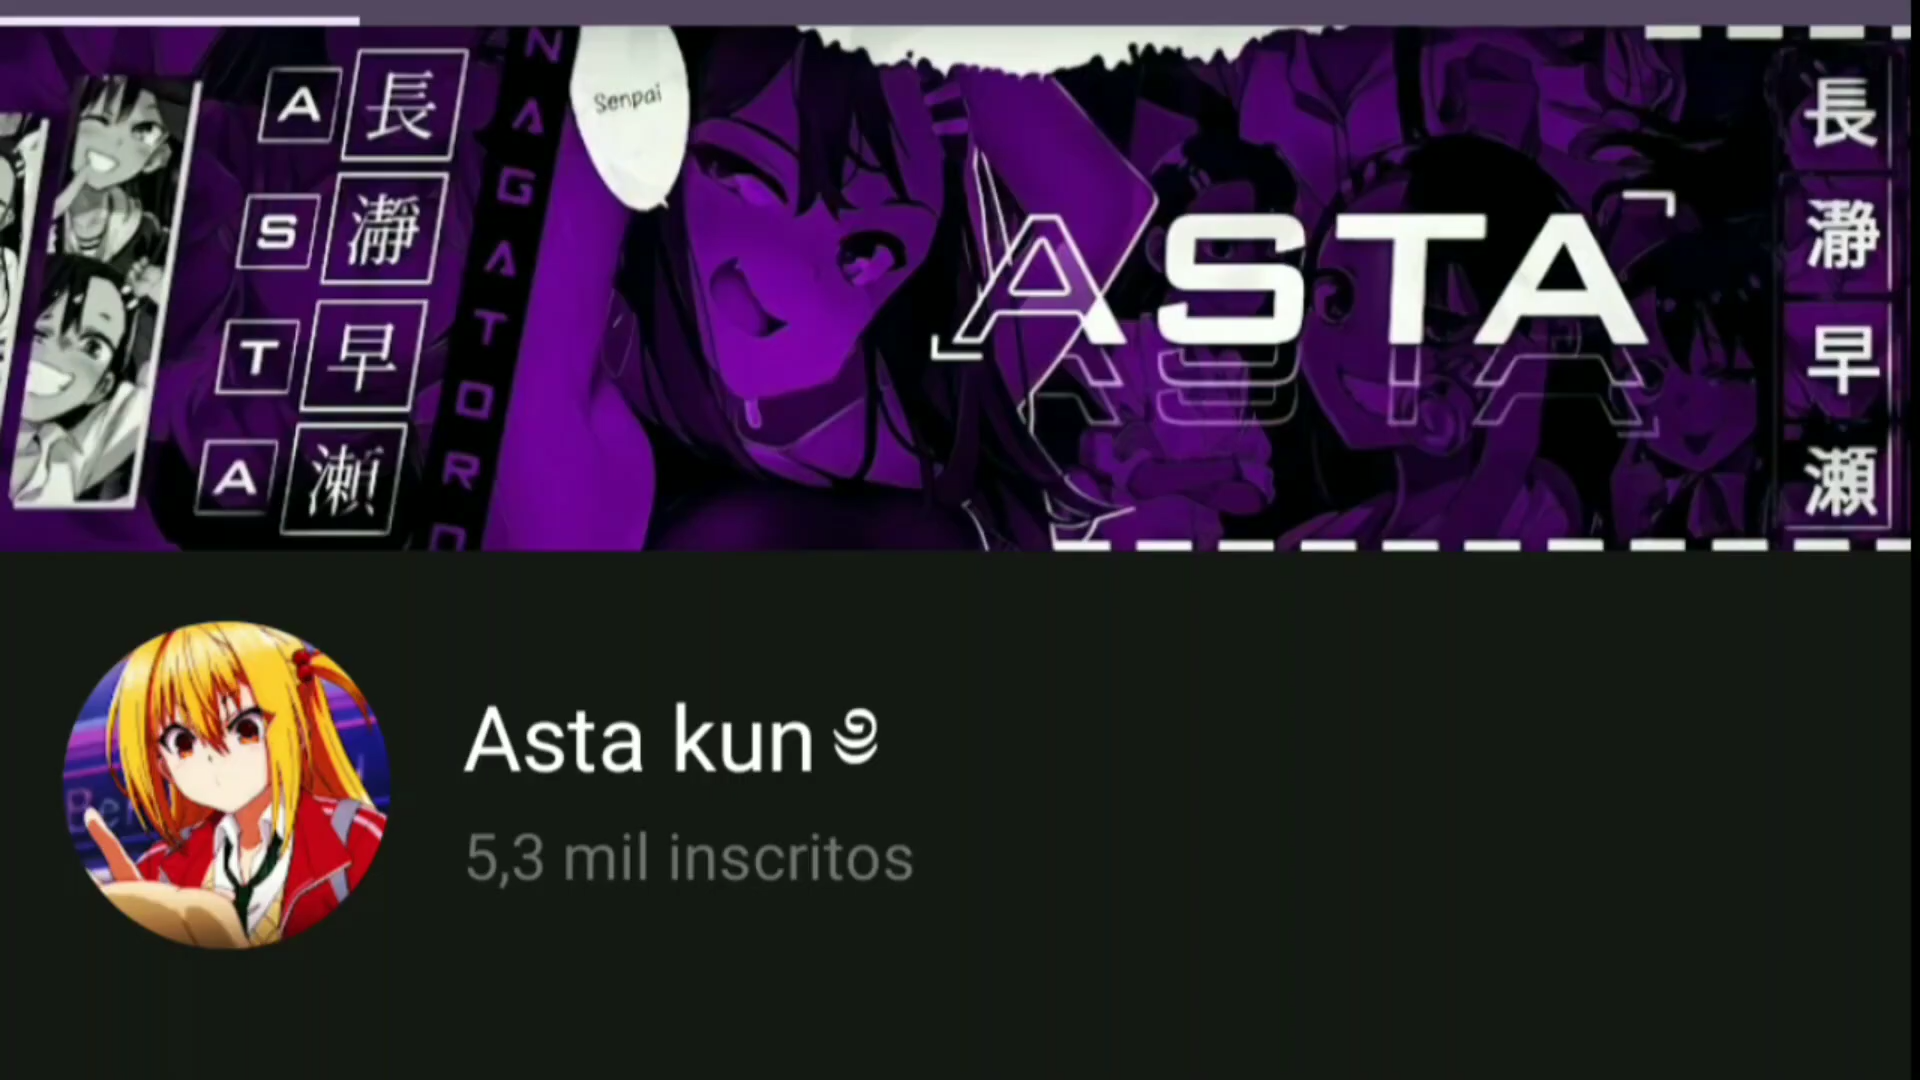 A 長
S 瀞
T 早
A 瀬
NAGATORO
Senpai
ASTA
長
瀞
早
瀬
Asta kun
5,3 mil inscritos